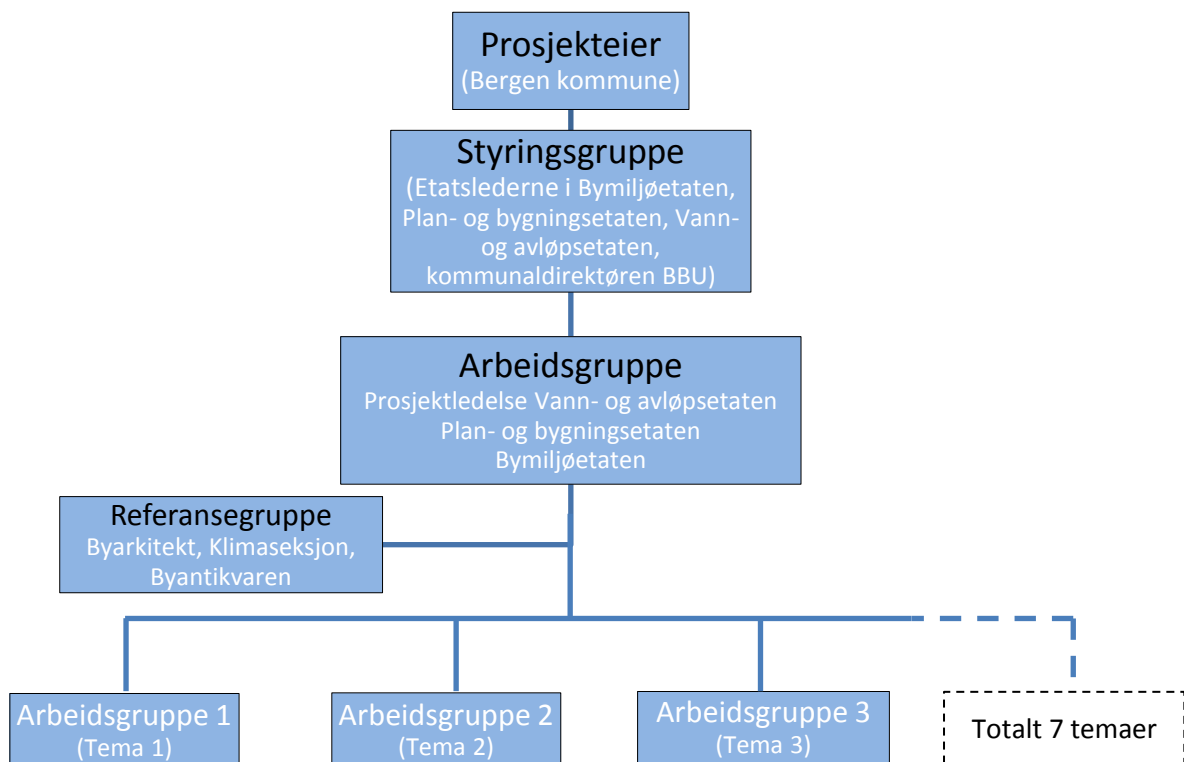 Prosjekteier
(Bergen kommune)
Styringsgruppe
(Etatslederne i Bymiljøetaten,
Plan- og bygningsetaten, Vann-
og avløpsetaten,
kommunaldirektøren BBU)
Arbeidsgruppe
Prosjektledelse Vann- og avløpsetaten
Plan- og bygningsetaten
Bymiljøetaten
Referansegruppe
Byarkitekt, Klimaseksjon,
Byantikvaren
Arbeidsgruppe 1
(Tema 1)
Arbeidsgruppe 2
(Tema 2)
Arbeidsgruppe 3
(Tema 3)
Totalt 7 temaer